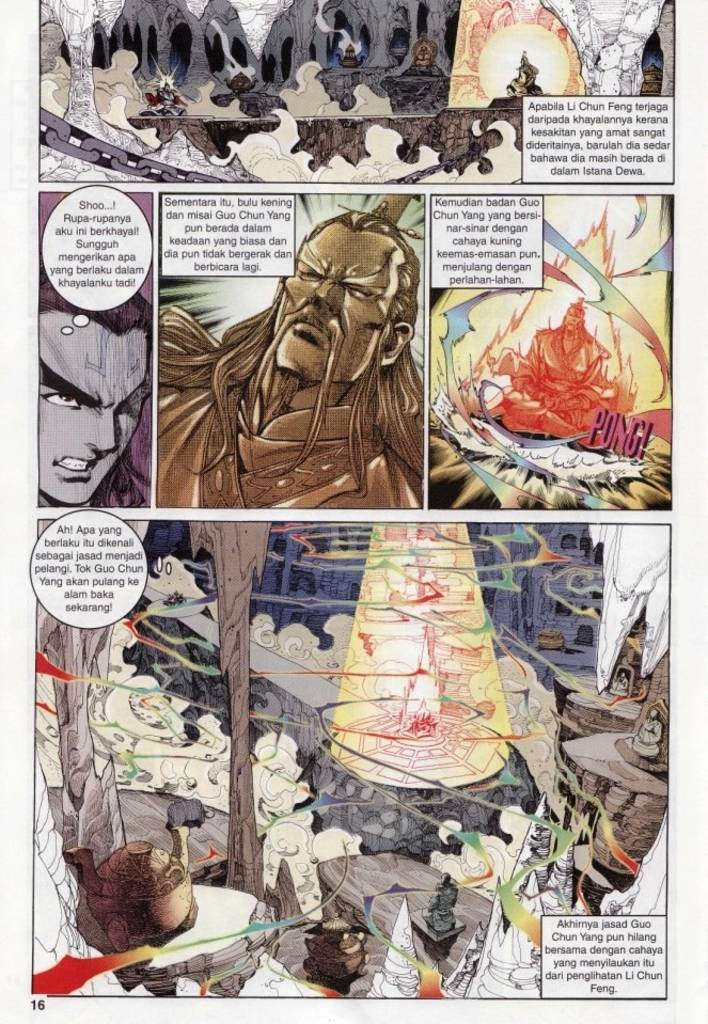 Apabila Li Chun Feng terjaga
daripada khayalannya kerana
kesakitan yang amat sangat
dideritainya, barulah dia sedar
bahawa dia masih berada di
dalam Istana Dewa.
Shoo...!
Rupa-rupanya
aku ini berkhayal!
Sungguh
mengerikan apa
yang berlaku dalam
khayalanku tadi!
Sementara itu, bulu kening
dan misai Guo Chun Yang
pun berada dalam
keadaan yang biasa dan
dia pun tidak bergerak dan
berbicara lagi.
Kemudian badan Guo
Chun Yang yang bersi-
nar-sinar dengan
cahaya kuning
keemas-emasan pun
menjulang dengan
perlahan-lahan.
PONG!
Ah! Apa yang
berlaku itu dikenali
sebagai jasad menjadi
pelangi. Tok Guo Chun
Yang akan pulang ke
alam baka
sekarang!
Akhirnya jasad Guo
Chun Yang pun hilang
bersama dengan cahaya
yang menyilaukan itu
dari penglihatan Li Chun
Feng.
16